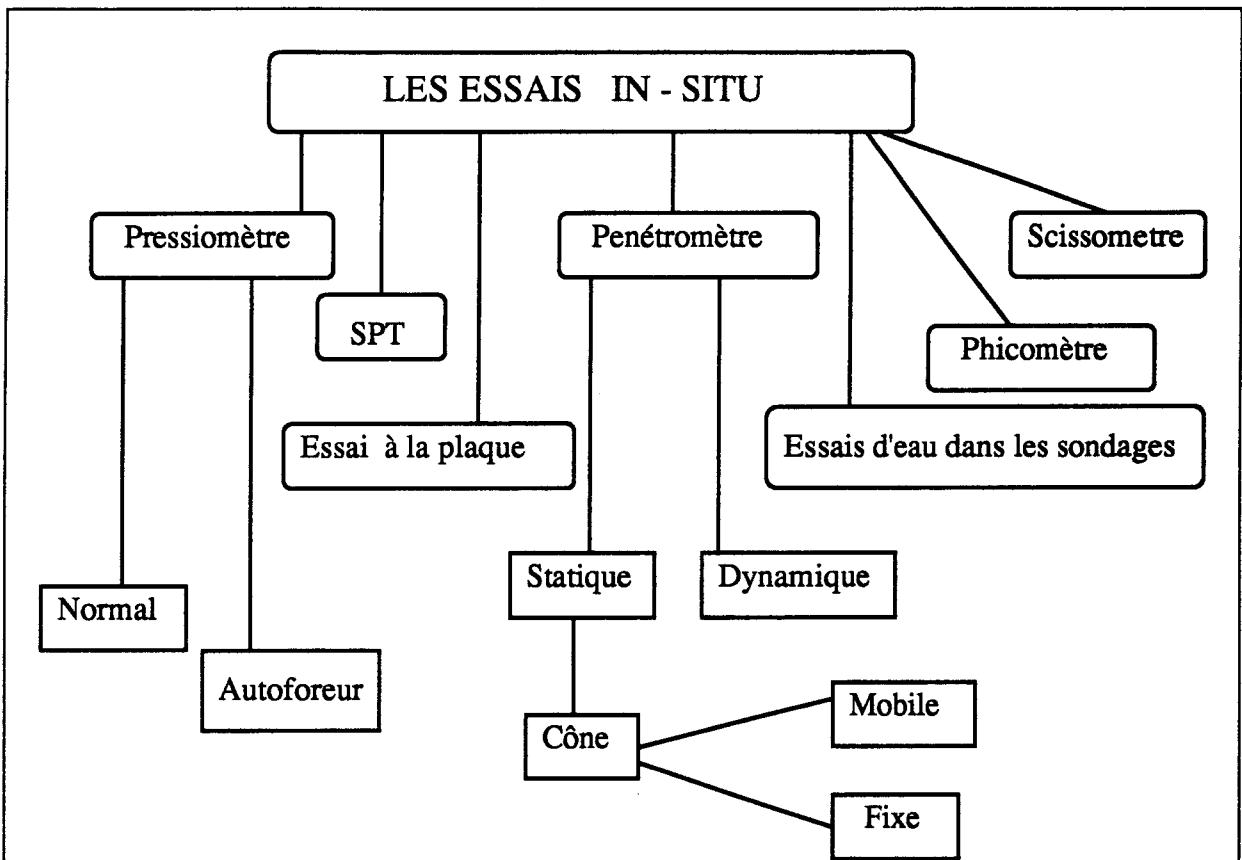 LES ESSAIS IN - SITU
Pressiomètre
Penétromètre
Scissometre
SPT
Phicomètre
Essai à la plaque
Essais d'eau dans les sondages
Statique
Dynamique
Normal
Autoforeur
Cône
Mobile
Fixe